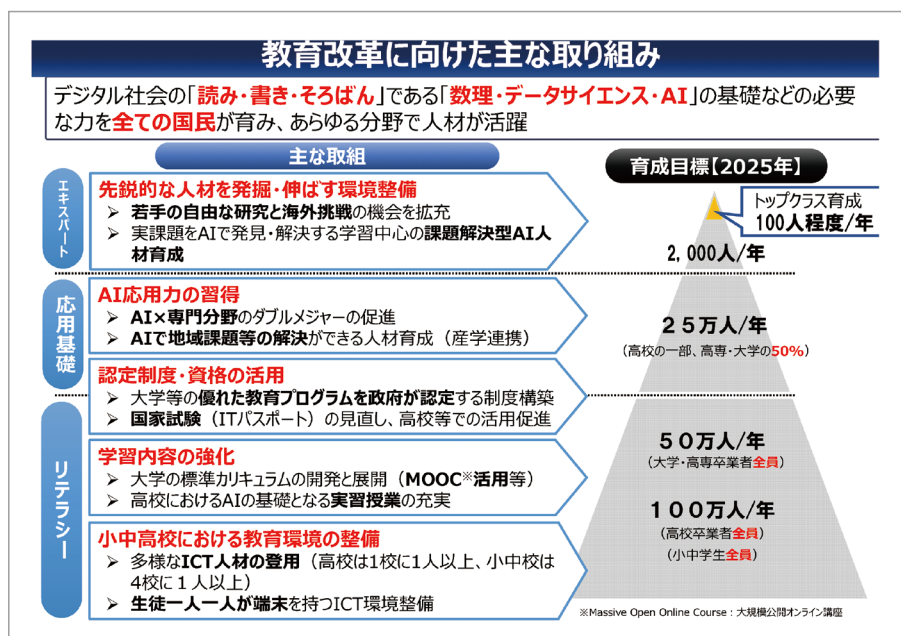 教育改革に向けた主な取り組み
デジタル社会の「読み・書き・そろばん」である「数理・データサイエンス・AI」の基礎などの必要
な力を全ての国民が育み、あらゆる分野で人材が活躍
主な取組
育成目標【2025年】
エキスパート
先鋭的な人材を発掘・伸ばす環境整備
➢ 若手の自由な研究と海外挑戦の機会を拡充
➢ 実課題をAIで発見・解決する学習中心の課題解決型AI人
材育成
トップクラス育成
100人程度/年
2,000人/年
応用基礎
AI応用力の習得
➢ AI×専門分野のダブルメジャーの促進
➢ AIで地域課題等の解決ができる人材育成（産学連携）
25万人/年
（高校の一部、高専・大学の50%）
認定制度・資格の活用
➢ 大学等の優れた教育プログラムを政府が認定する制度構築
➢ 国家試験（ITパスポート）の見直し、高校等での活用促進
リテラシー
学習内容の強化
➢ 大学の標準カリキュラムの開発と展開（MOOC※活用等）
➢ 高校におけるAIの基礎となる実習授業の充実
50万人/年
（大学・高専卒業者全員）
100万人/年
（高校卒業者全員）
（小中学生全員）
小中高校における教育環境の整備
➢ 多様なICT人材の登用（高校は1校に1人以上、小中校は
4校に１人以上）
➢ 生徒一人一人が端末を持つICT環境整備
※Massive Open Online Course：大規模公開オンライン講座